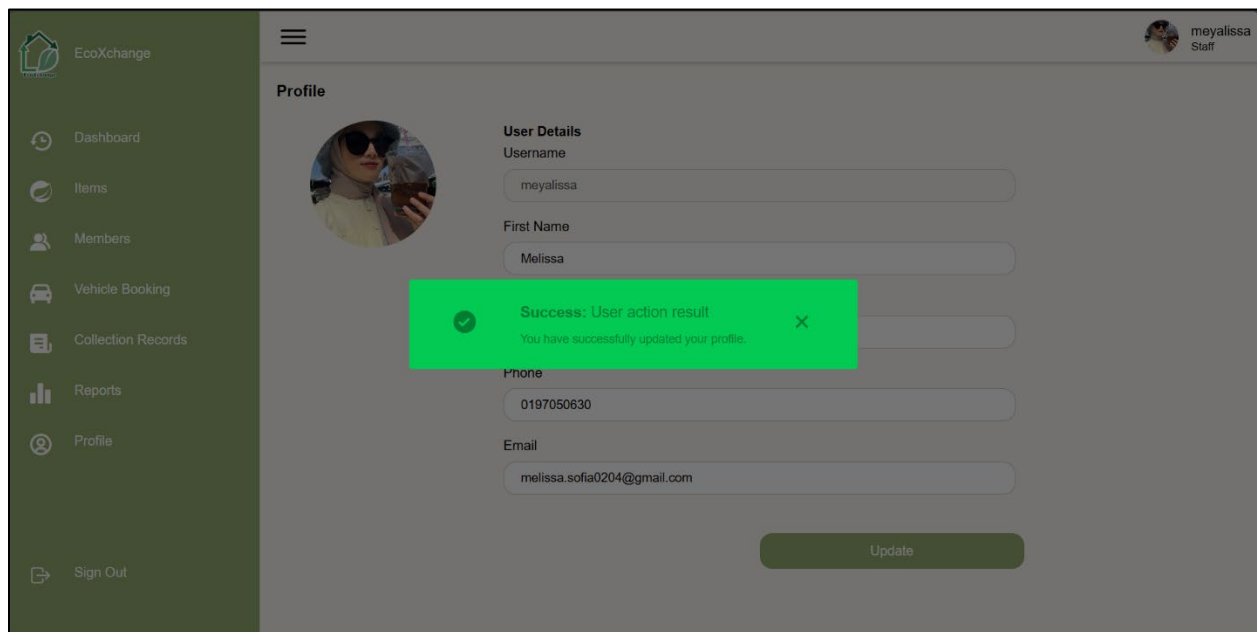 EcoXchange
meyalissa
Staff
Dashboard
Items
Members
Vehicle Booking
Collection Records
Reports
Profile
Sign Out
Profile
User Details
Username
meyalissa
First Name
Melissa
Success: User action result
You have successfully updated your profile.
Phone
0197050630
Email
melissa.sofia0204@gmail.com
Update